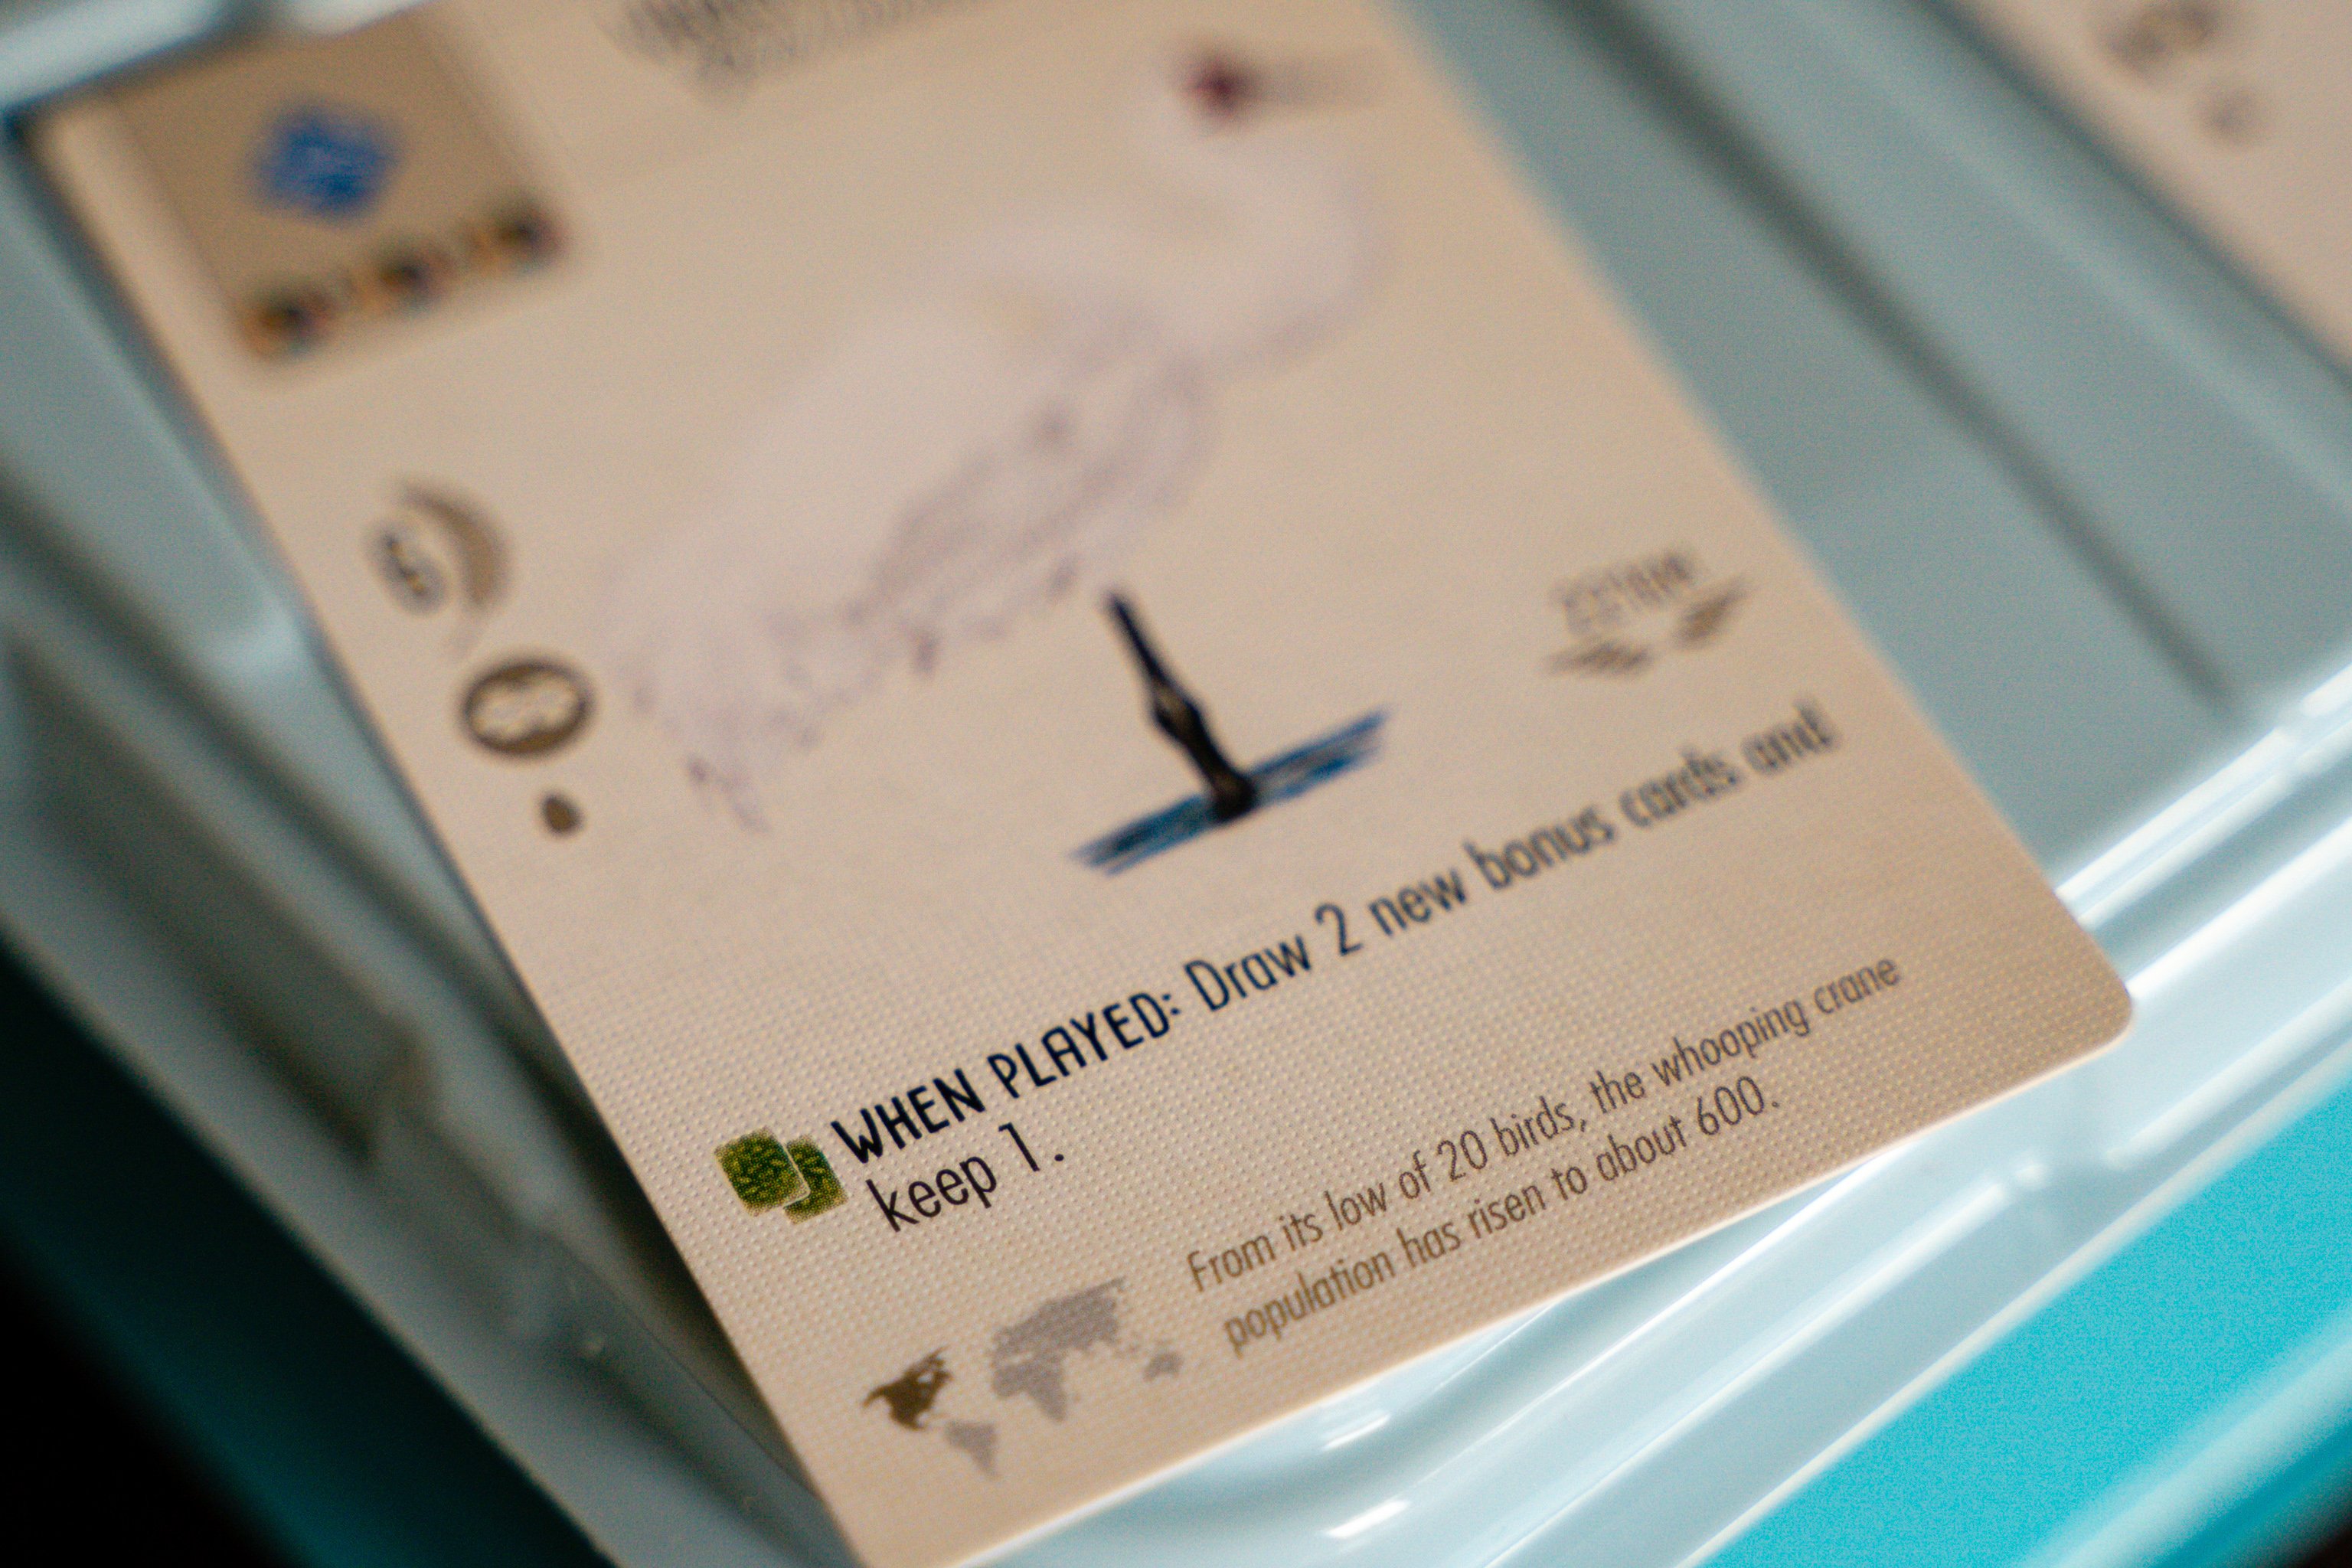 WHEN PLAYED: Draw 2 new bonus cards and
keep 1.
From its low of 20 birds, the whooping crane
population has risen to about 600.